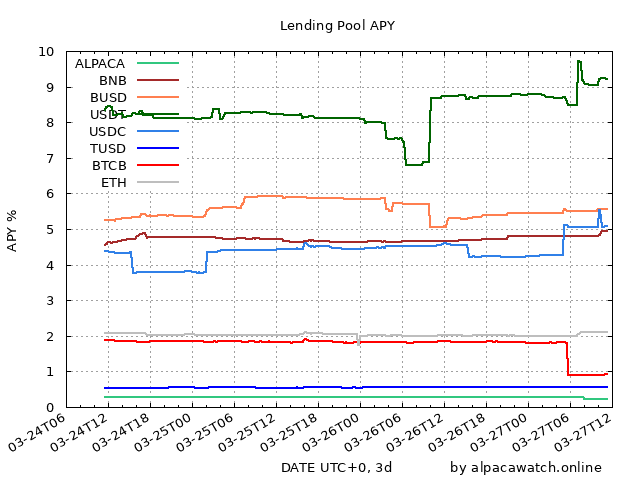 Lending Pool APY
10
9
8
7
6
5
4
3
2
1
0
APY %
ALPACA
BNB
BUSD
USDT
USDC
TUSD
BTCB
ETH
03-24T06
03-24T12
03-24T18
03-25T00
03-25T06
03-25T12
03-25T18
03-26T00
03-26T06
03-26T12
03-26T18
03-27T00
03-27T06
03-27T12
DATE UTC+0, 3d
by alpacawatch.online